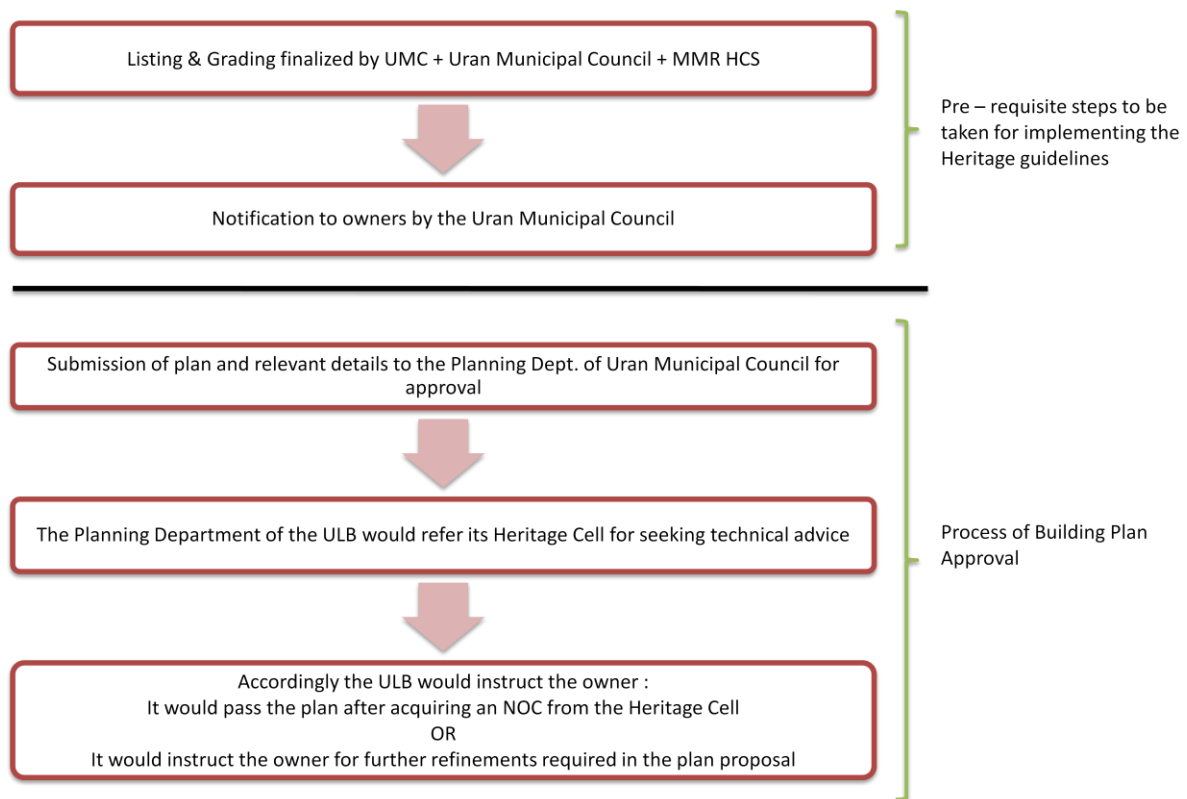 Listing & Grading finalized by UMC + Uran Municipal Council + MMR HCS
Pre – requisite steps to be
taken for implementing the
Heritage guidelines
Notification to owners by the Uran Municipal Council
Submission of plan and relevant details to the Planning Dept. of Uran Municipal Council for
approval
The Planning Department of the ULB would refer its Heritage Cell for seeking technical advice
Process of Building Plan
Approval
Accordingly the ULB would instruct the owner :
It would pass the plan after acquiring an NOC from the Heritage Cell
OR
It would instruct the owner for further refinements required in the plan proposal